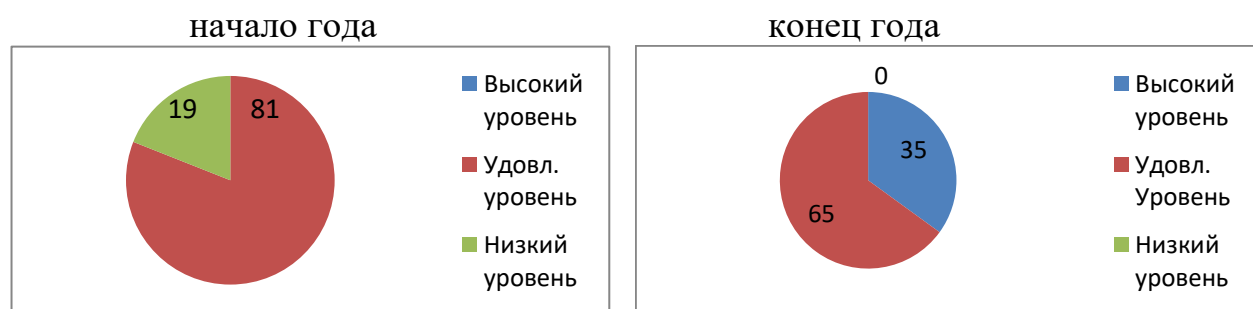 начало года
19
81
Высокий
уровень
Удовл.
уровень
Низкий
уровень
конец года
0
35
65
Высокий
уровень
Удовл.
Уровень
Низкий
уровень